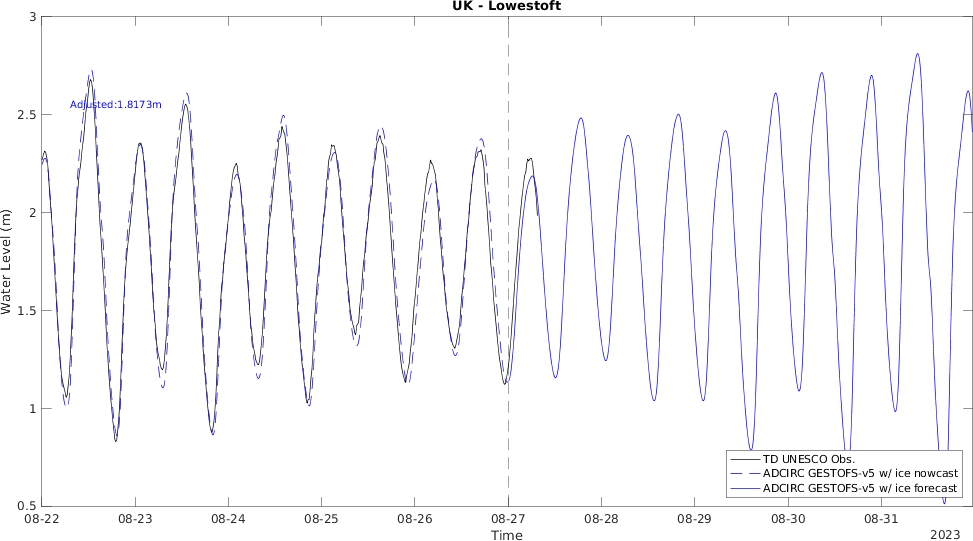 UK - Lowestoft
3
2.5
2
1.5
1
0.5
Water Level (m)
Adjusted:1.8173m
TD UNESCO Obs.
ADCIRC GESTOFS-v5 w/ ice nowcast
ADCIRC GESTOFS-v5 w/ ice forecast
08-22 08-23 08-24 08-25 08-26 08-27 08-28 08-29 08-30 08-31
Time
2023